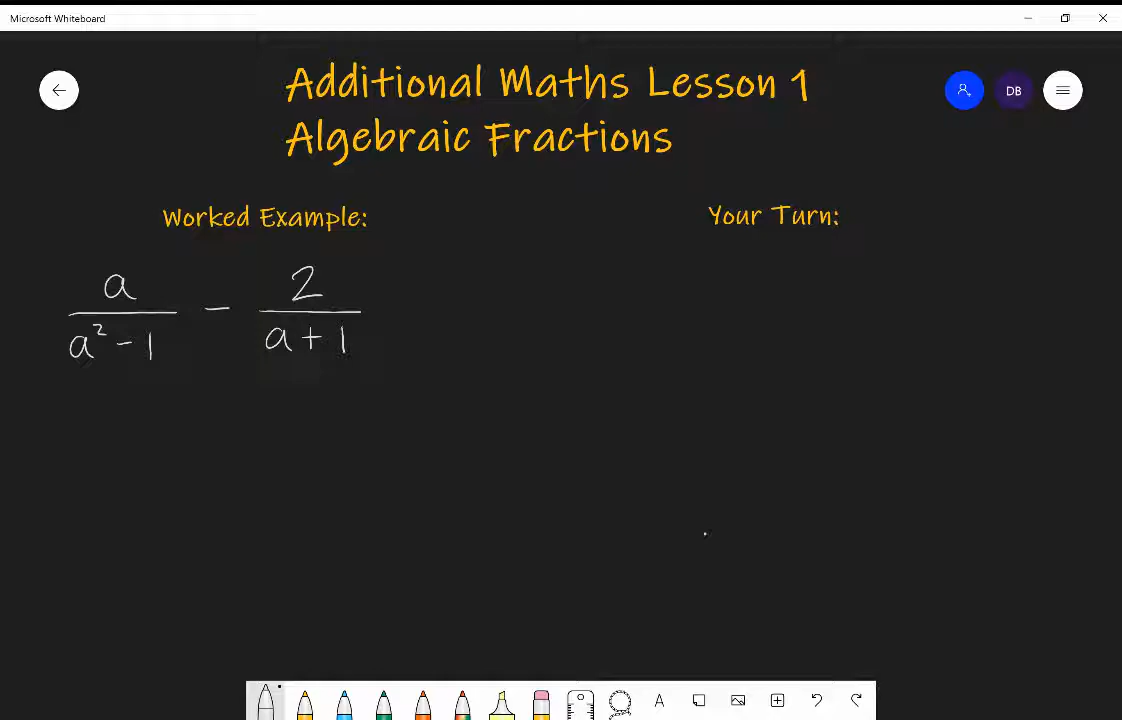 Microsoft Whiteboard
Additional Maths Lesson 1
Algebraic Fractions
DB
Worked Example:
Your Turn:
a/(a² - 1) - 2/(a + 1)
A